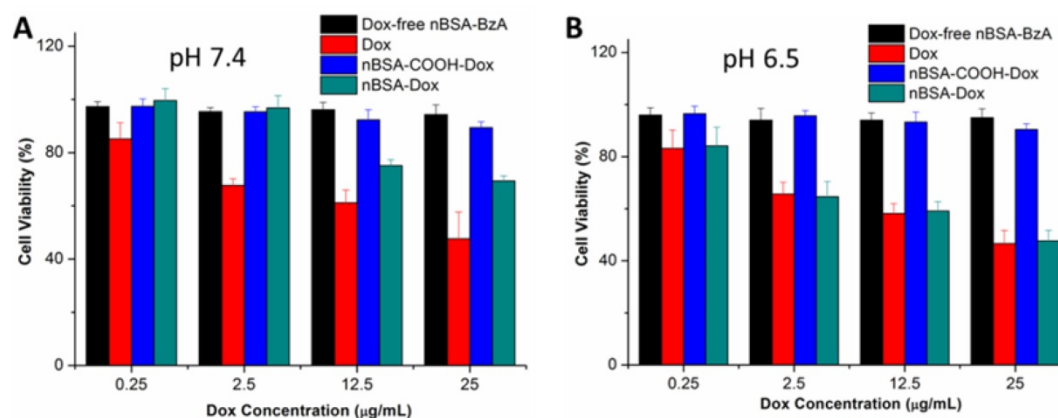 A
pH 7.4
Dox-free nBSA-BzA
Dox
nBSA-COOH-Dox
nBSA-Dox
120
80
40
0
Cell Viability (%)
0.25 2.5 12.5 25
Dox Concentration (µg/mL)
B
pH 6.5
Dox-free nBSA-BzA
Dox
nBSA-COOH-Dox
nBSA-Dox
120
80
40
0
Cell Viability (%)
0.25 2.5 12.5 25
Dox Concentration (µg/mL)